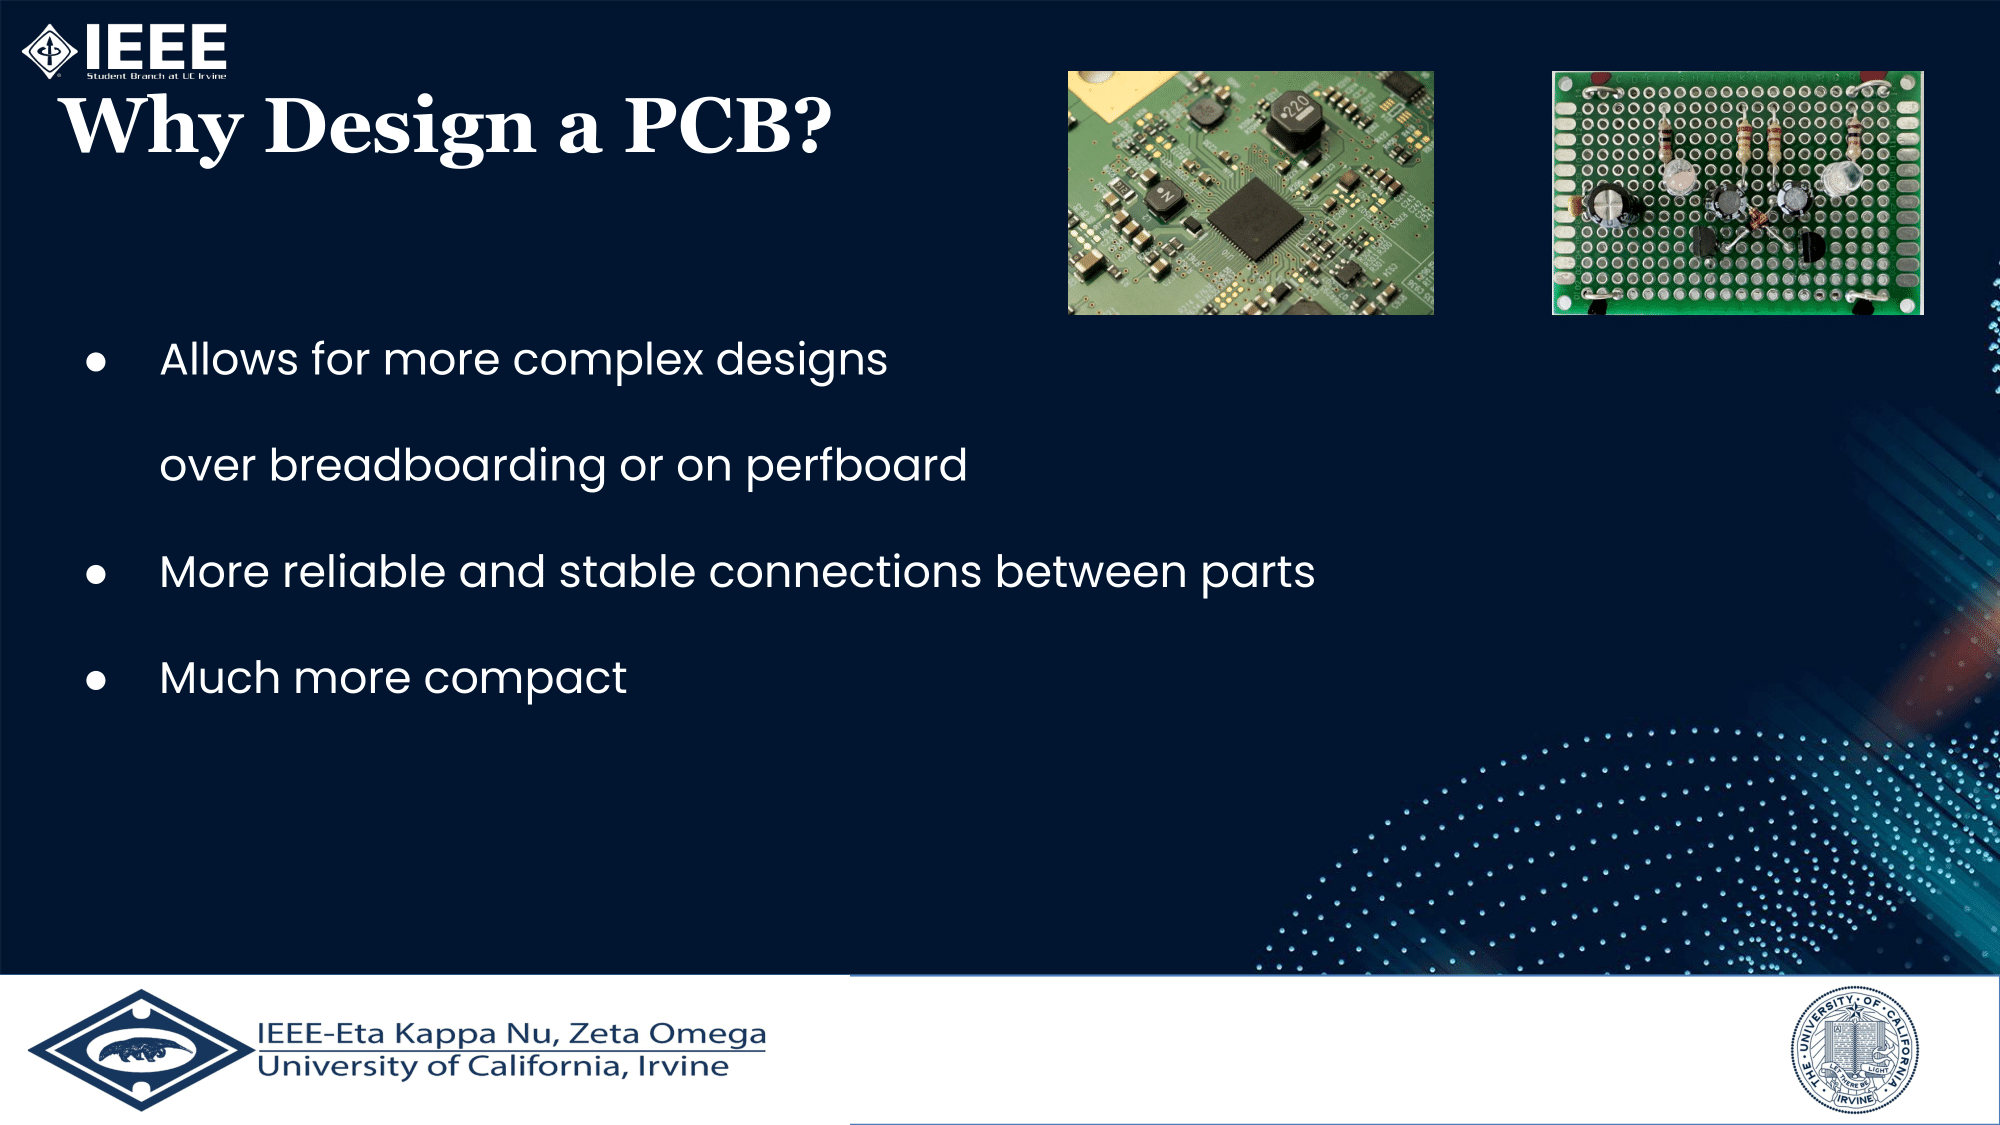 IEEE
Student Branch at UC Irvine
Why Design a PCB?
220
● Allows for more complex designs
over breadboarding or on perfboard
● More reliable and stable connections between parts
● Much more compact
IEEE-Eta Kappa Nu, Zeta Omega
University of California, Irvine
THE · UNIVERSITY · OF · CALIFORNIA
LET THERE BE LIGHT
IRVINE